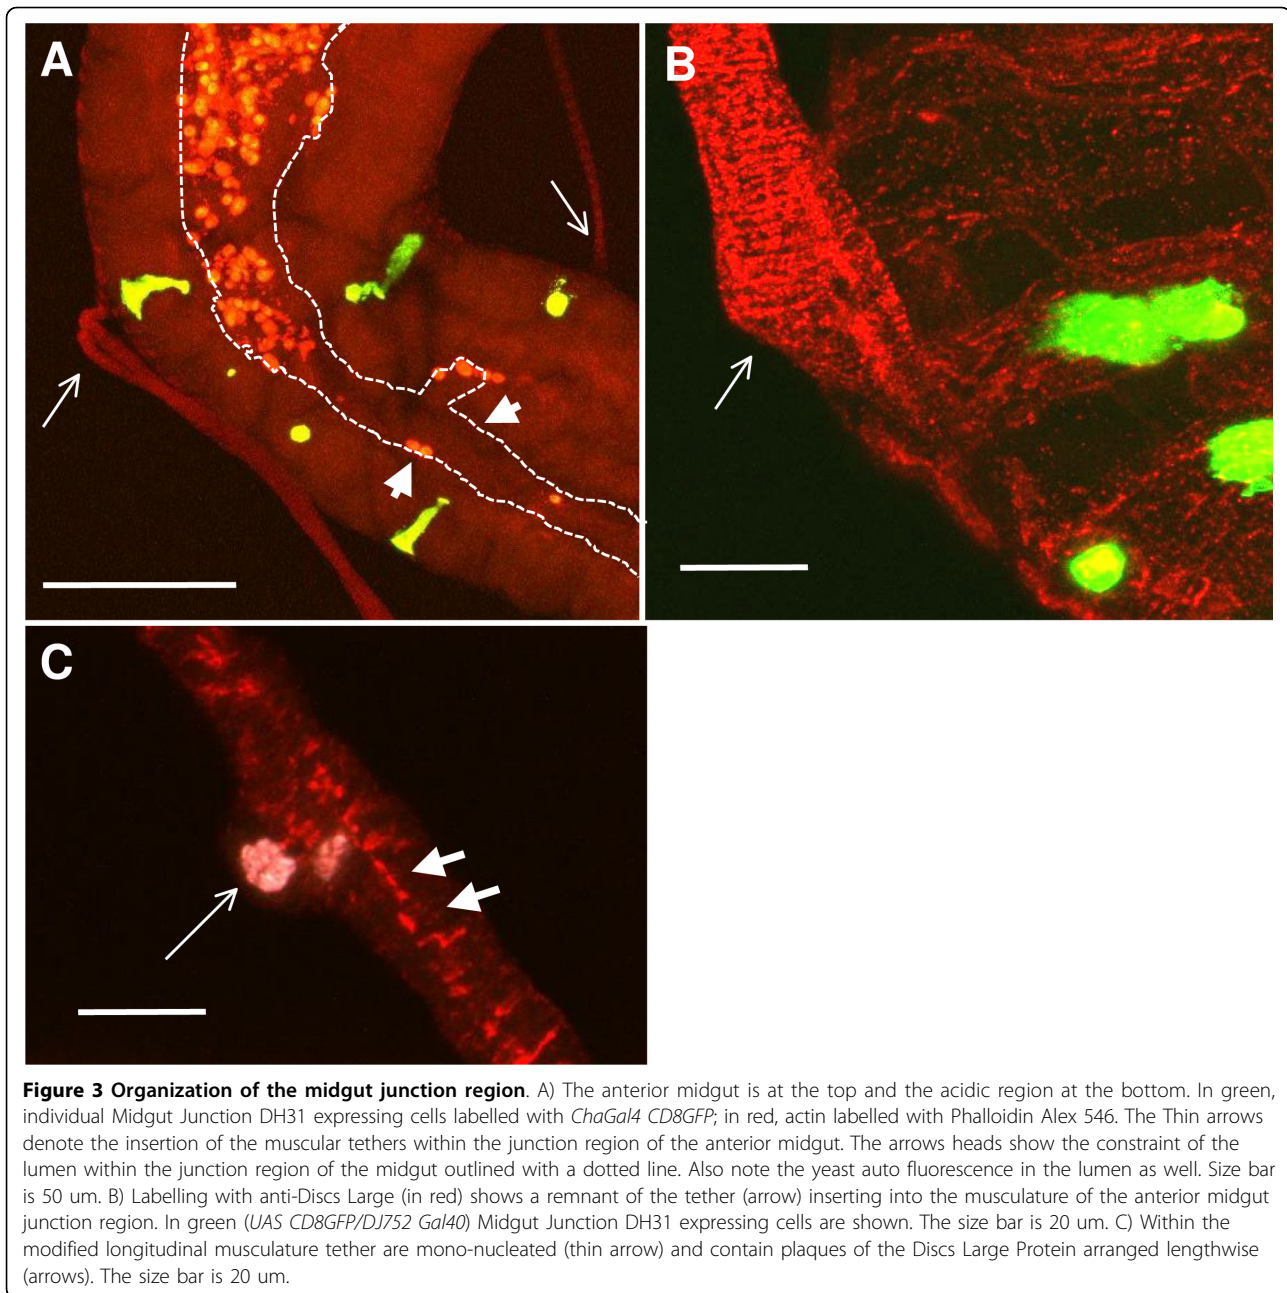 A
B
C
Figure 3 Organization of the midgut junction region. A) The anterior midgut is at the top and the acidic region at the bottom. In green,
individual Midgut Junction DH31 expressing cells labelled with ChaGal4 CD8GFP; in red, actin labelled with Phalloidin Alex 546. The Thin arrows
denote the insertion of the muscular tethers within the junction region of the anterior midgut. The arrows heads show the constraint of the
lumen within the junction region of the midgut outlined with a dotted line. Also note the yeast auto fluorescence in the lumen as well. Size bar
is 50 um. B) Labelling with anti-Discs Large (in red) shows a remnant of the tether (arrow) inserting into the musculature of the anterior midgut
junction region. In green (UAS CD8GFP/DJ752 Gal40) Midgut Junction DH31 expressing cells are shown. The size bar is 20 um. C) Within the
modified longitudinal musculature tether are mono-nucleated (thin arrow) and contain plaques of the Discs Large Protein arranged lengthwise
(arrows). The size bar is 20 um.